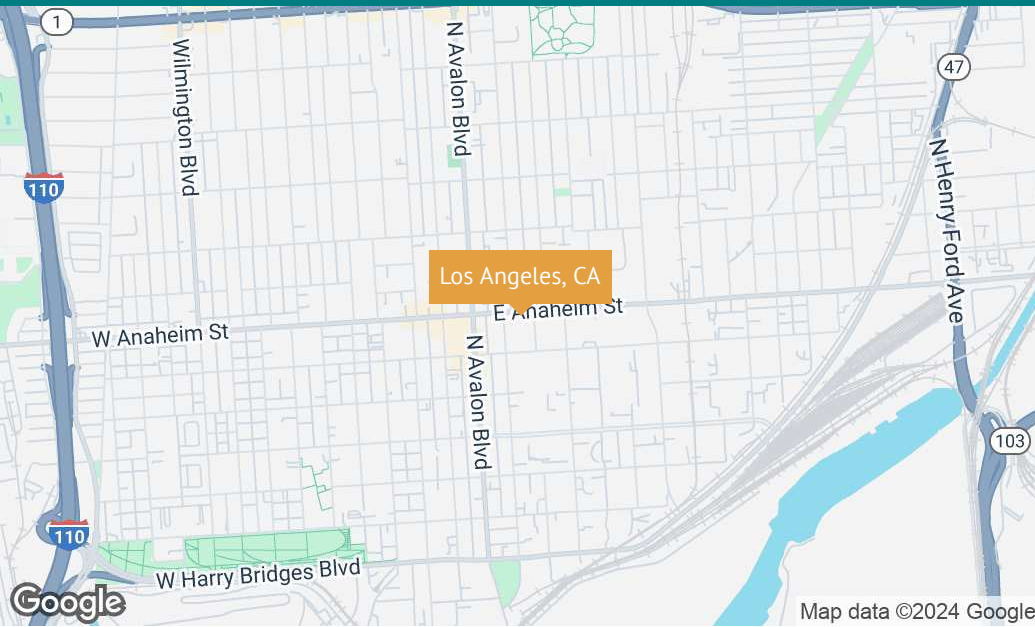 1
Wilmington Blvd
N Avalon Blvd
47
110
N Henry Ford Ave
Los Angeles, CA
E Anaheim St
W Anaheim St
N Avalon Blvd
103
110
W Harry Bridges Blvd
Google
Map data ©2024 Google